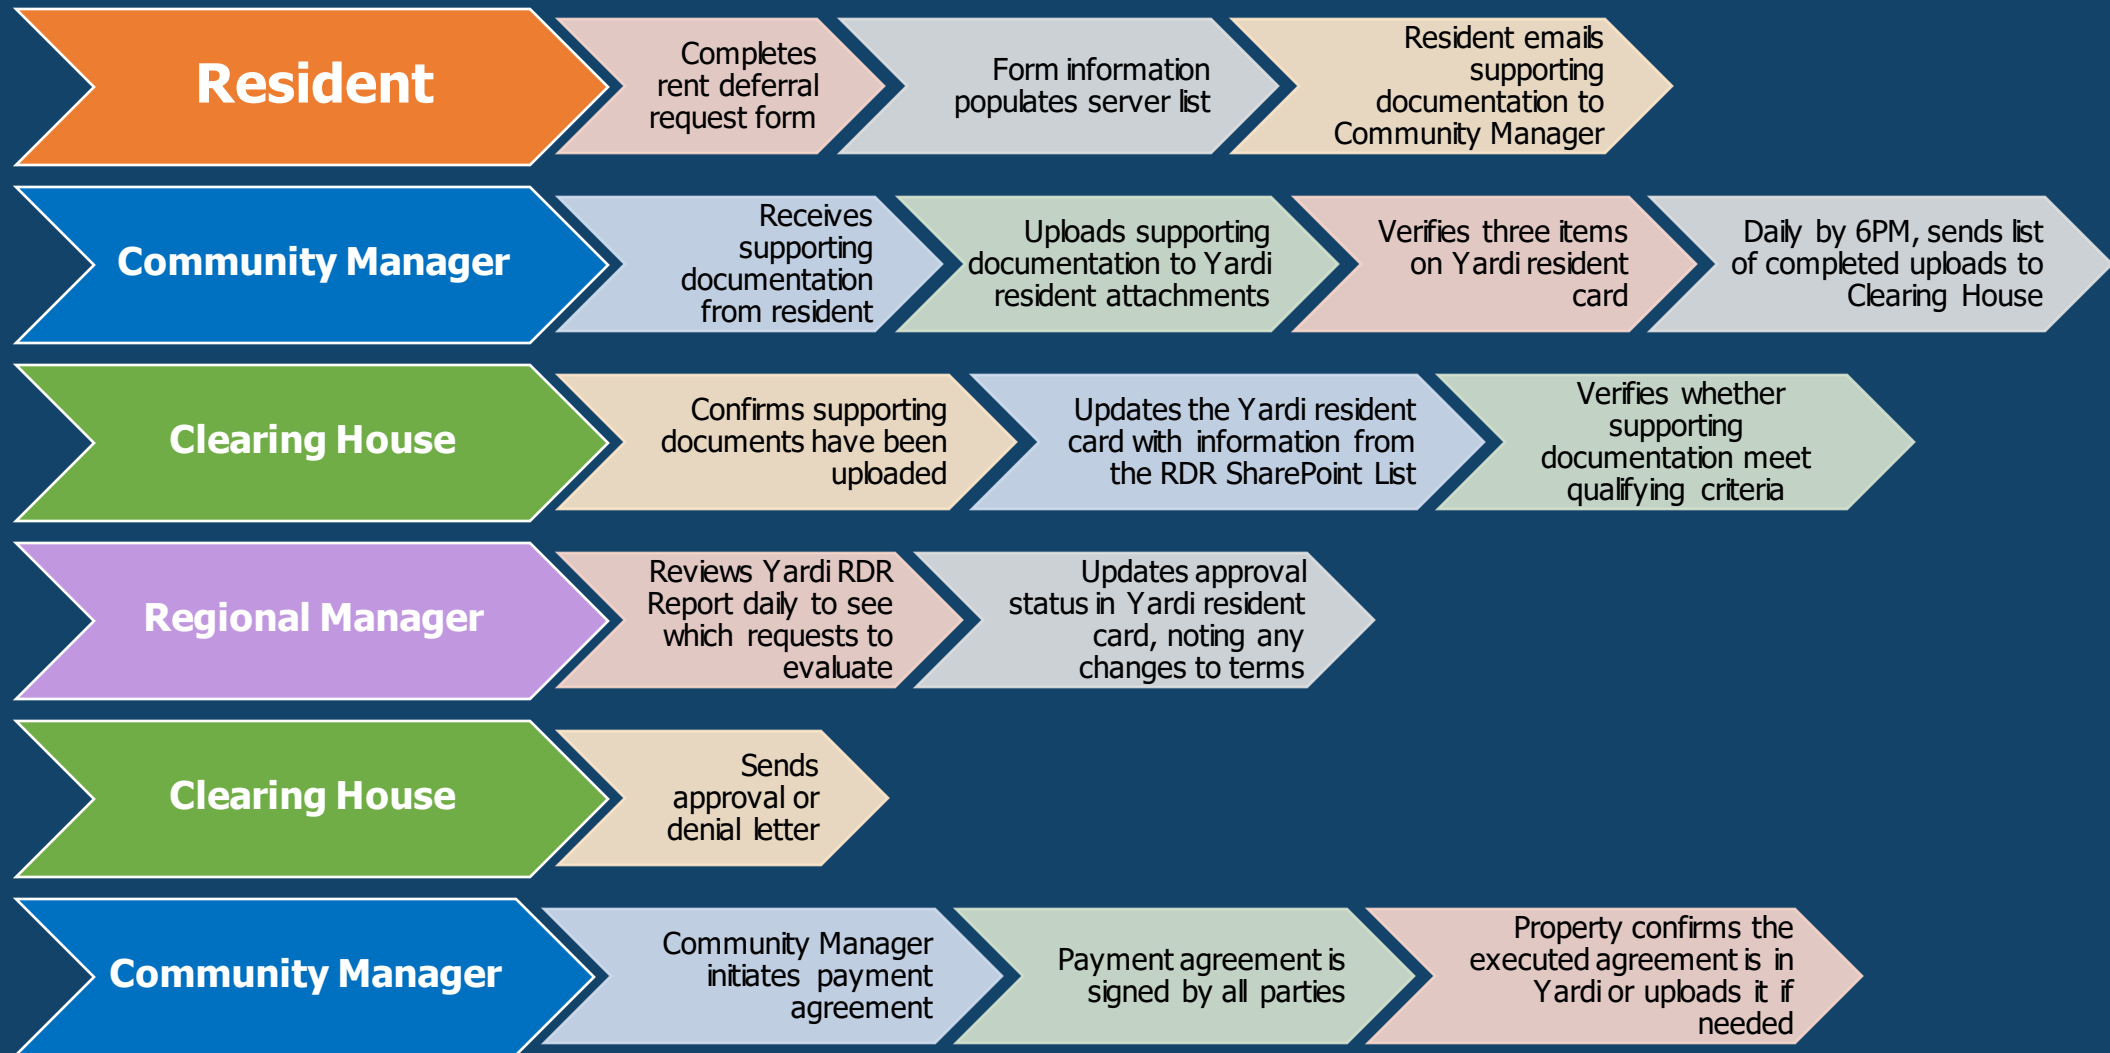 Resident
Completes
rent deferral
request form
Form information
populates server list
Resident emails
supporting
documentation to
Community Manager
Community Manager
Receives
supporting
documentation
from resident
Uploads supporting
documentation to Yardi
resident attachments
Verifies three items
on Yardi resident
card
Daily by 6PM, sends list
of completed uploads to
Clearing House
Clearing House
Confirms supporting
documents have been
uploaded
Updates the Yardi resident
card with information from
the RDR SharePoint List
Verifies whether
supporting
documentation meet
qualifying criteria
Regional Manager
Reviews Yardi RDR
Report daily to see
which requests to
evaluate
Updates approval
status in Yardi resident
card, noting any
changes to terms
Clearing House
Sends
approval or
denial letter
Community Manager
Community Manager
initiates payment
agreement
Payment agreement is
signed by all parties
Property confirms the
executed agreement is in
Yardi or uploads it if
needed